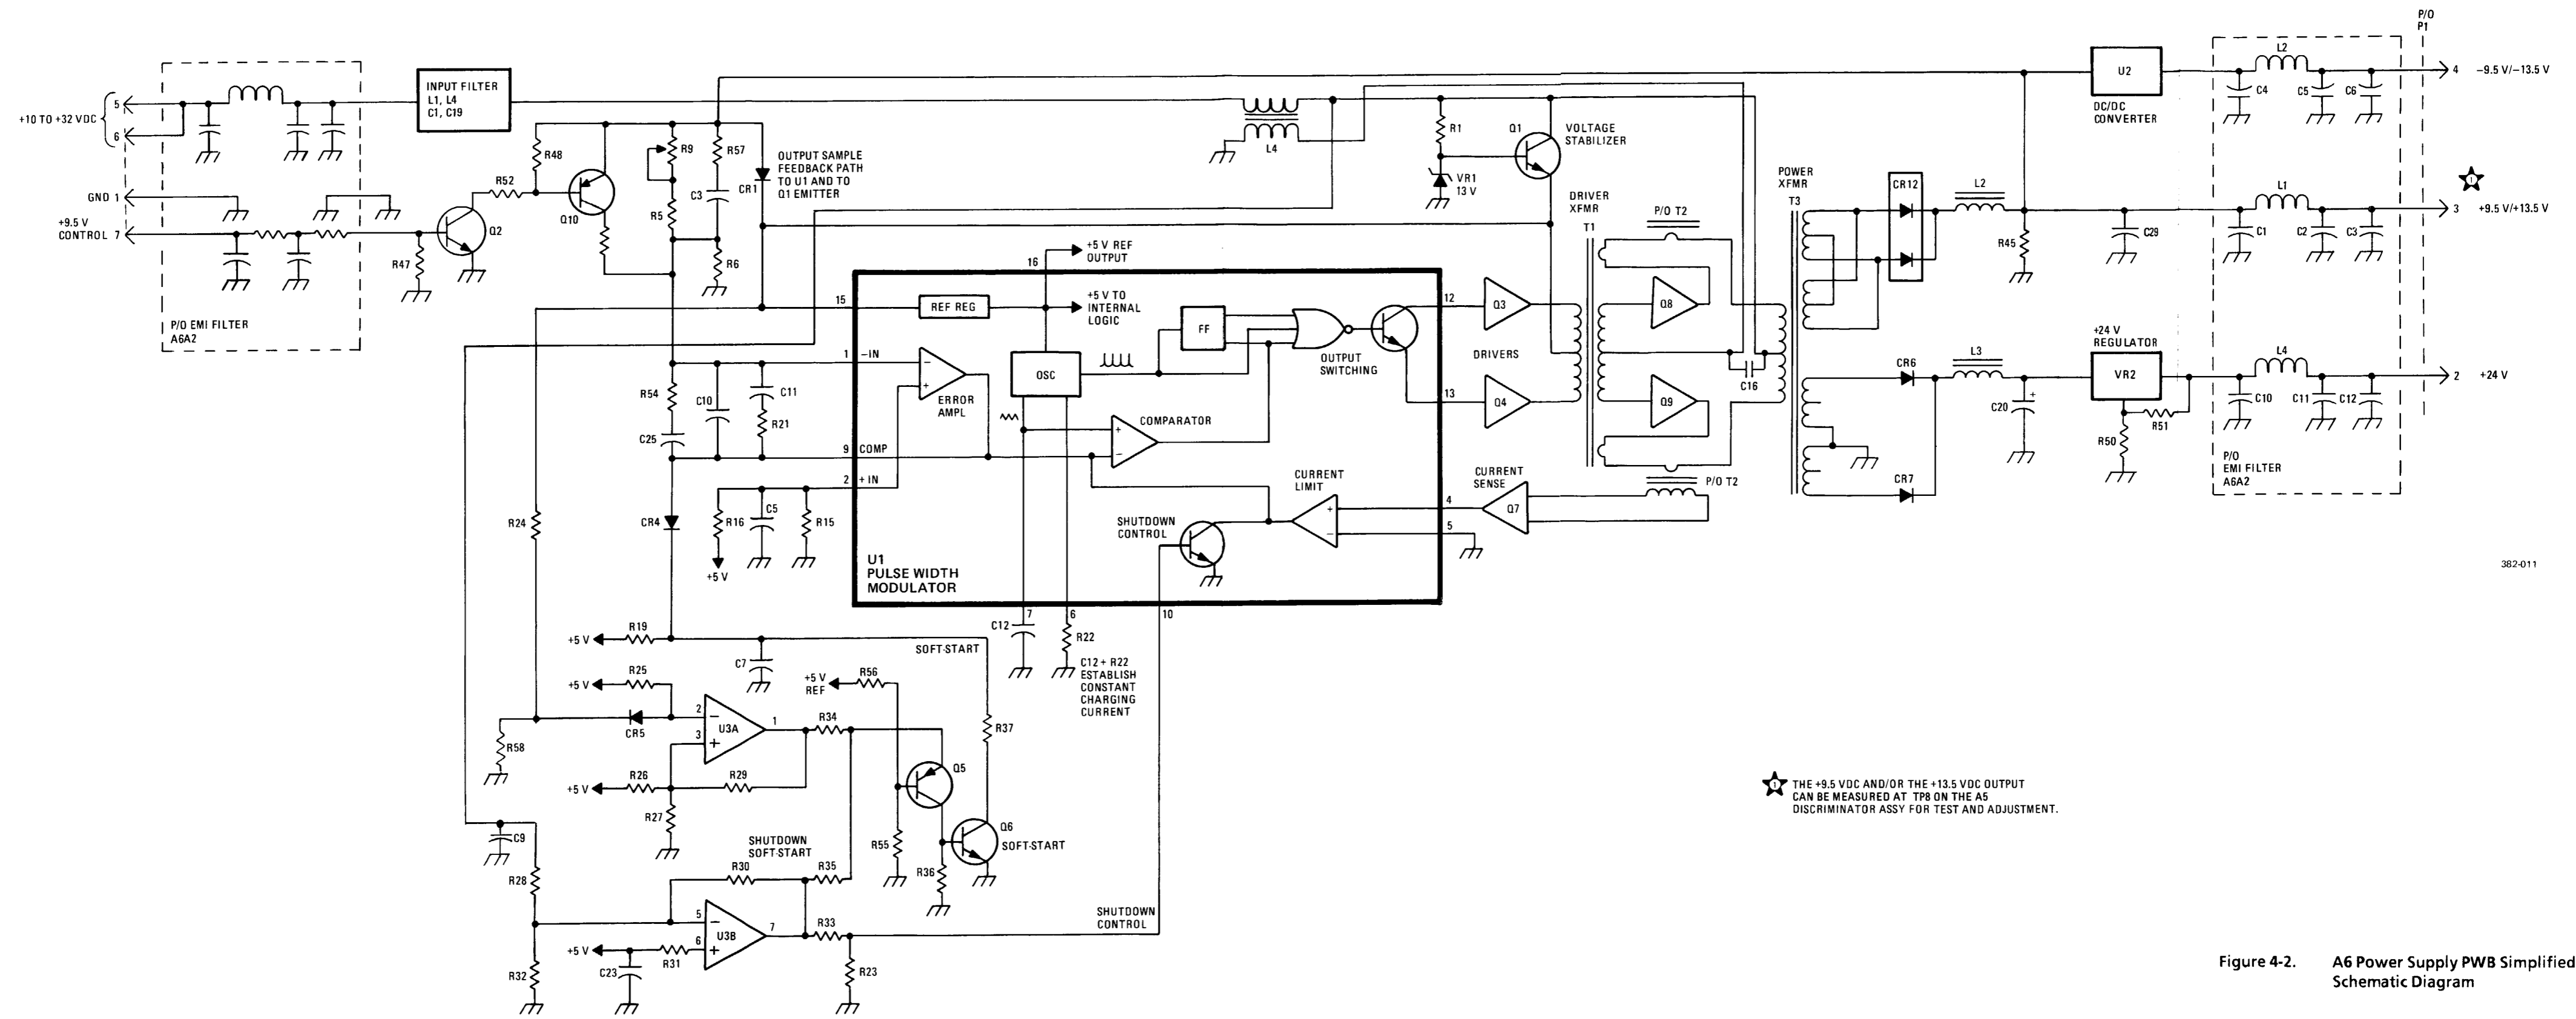 P/O
P1
L2
U2
4
-9.5 V/-13.5 V
C4
C5
C6
DC/DC
CONVERTER
INPUT FILTER
L1, L4
C1, C19
5
+10 TO +32 VDC
6
L4
R1
Q1
VOLTAGE
STABILIZER
VR1
13 V
R48
R9
R57
CR1
OUTPUT SAMPLE
FEEDBACK PATH
TO U1 AND TO
Q1 EMITTER
R52
Q10
C3
R5
R6
GND 1
+9.5 V
CONTROL 7
Q2
R47
P/O EMI FILTER
A6A2
DRIVER
XFMR
T1
P/O T2
POWER
XFMR
T3
CR12
L2
R45
C29
L1
C1
C2
C3
1
3
+9.5 V/+13.5 V
16
+5 V REF
OUTPUT
15
REF REG
+5 V TO
INTERNAL
LOGIC
FF
OSC
OUTPUT
SWITCHING
12
Q3
DRIVERS
13
Q4
Q8
Q9
C16
1
-IN
-
+
ERROR
AMPL
COMPARATOR
+
-
9
COMP
2
+ IN
R54
C10
C11
R21
C25
CR4
R16
C5
R15
+5 V
R24
CURRENT
LIMIT
+
-
SHUTDOWN
CONTROL
4
5
CURRENT
SENSE
Q7
P/O T2
U1
PULSE WIDTH
MODULATOR
7
6
10
C12
R22
C12 + R22
ESTABLISH
CONSTANT
CHARGING
CURRENT
CR6
L3
C20
+
CR7
+24 V
REGULATOR
VR2
R50
R51
L4
C10
C11
C12
2
+24 V
P/O
EMI FILTER
A6A2
382-011
+5 V
R19
C7
SOFT-START
+5 V
R25
+5 V
REF
R56
R58
CR5
2
-
3
+
U3A
1
R34
R37
+5 V
R26
R29
R27
Q5
R55
Q6
SOFT-START
R36
C9
SHUTDOWN
SOFT-START
R28
R30
R35
5
-
6
+
U3B
7
R33
SHUTDOWN
CONTROL
+5 V
C23
R31
R32
R23
1
THE +9.5 VDC AND/OR THE +13.5 VDC OUTPUT
CAN BE MEASURED AT TP8 ON THE A5
DISCRIMINATOR ASSY FOR TEST AND ADJUSTMENT.
Figure 4-2. A6 Power Supply PWB Simplified
Schematic Diagram